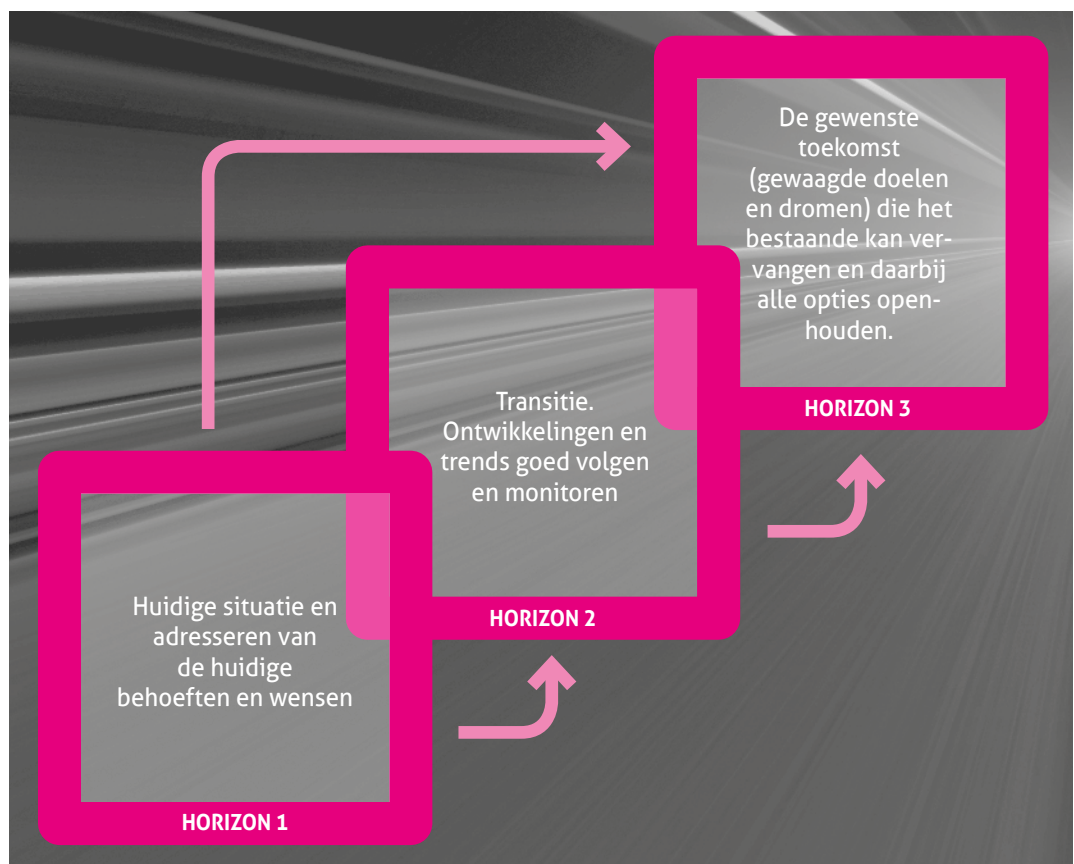 De gewenste
toekomst
(gewaagde doelen
en dromen) die het
bestaande kan ver-
vangen en daarbij
alle opties open-
houden.
HORIZON 3
Transitie.
Ontwikkelingen en
trends goed volgen
en monitoren
HORIZON 2
Huidige situatie en
adresseren van
de huidige
behoeften en wensen
HORIZON 1